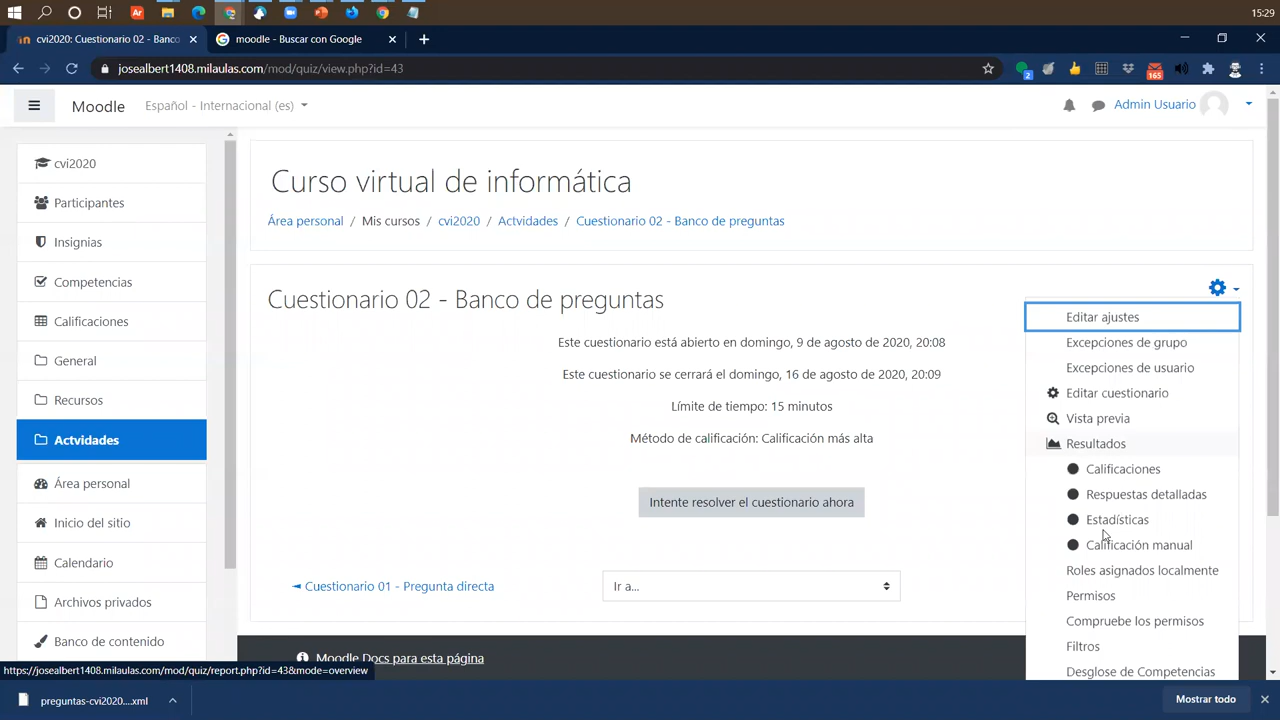 15:29
cvi2020: Cuestionario 02 - Banco
moodle - Buscar con Google
josealbert1408.milaulas.com/mod/quiz/view.php?id=43
2
165
Moodle
Español - Internacional (es)
Admin Usuario
cvi2020
Participantes
Insignias
Competencias
Calificaciones
General
Recursos
Actvidades
Área personal
Inicio del sitio
Calendario
Archivos privados
Banco de contenido
Curso virtual de informática
Área personal / Mis cursos / cvi2020 / Actvidades / Cuestionario 02 - Banco de preguntas
Cuestionario 02 - Banco de preguntas
Este cuestionario está abierto en domingo, 9 de agosto de 2020, 20:08
Este cuestionario se cerrará el domingo, 16 de agosto de 2020, 20:09
Límite de tiempo: 15 minutos
Método de calificación: Calificación más alta
Intente resolver el cuestionario ahora
◄ Cuestionario 01 - Pregunta directa
Ir a...
Editar ajustes
Excepciones de grupo
Excepciones de usuario
Editar cuestionario
Vista previa
Resultados
Calificaciones
Respuestas detalladas
Estadísticas
Calificación manual
Roles asignados localmente
Permisos
Compruebe los permisos
Filtros
Desglose de Competencias
Moodle Docs para esta página
https://josealbert1408.milaulas.com/mod/quiz/report.php?id=43&mode=overview
preguntas-cvi2020....xml
Mostrar todo